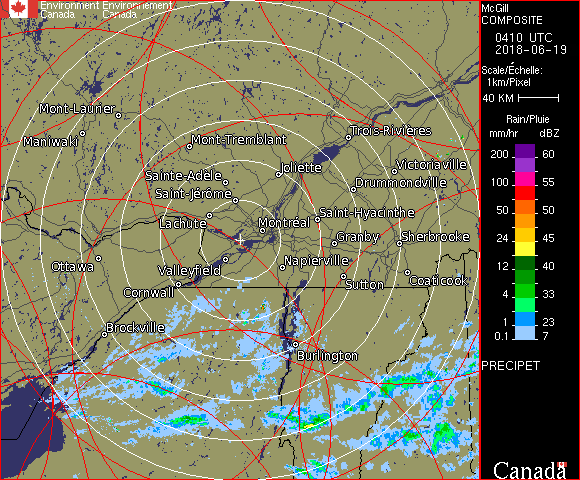 Environment Environnement
Canada Canada
McGill
COMPOSITE
0410 UTC
2018-06-19
Scale/Échelle:
1km/Pixel
40 KM
Rain/Pluie
mm/hr dBZ
200 60
150 55
100 55
50 50
24 45
12 40
4 33
1 23
0.1 7
PRECIPET
Canada
Mont-Laurier
Maniwaki
Mont-Tremblant
Trois-Rivières
Joliette
Victoriaville
Sainte-Adèle
Drummondville
Saint-Jérôme
Saint-Hyacinthe
Lachute
Montréal
Granby
Sherbrooke
Ottawa
Valleyfield
Napierville
Cornwall
Sutton
Coaticook
Brockville
Burlington